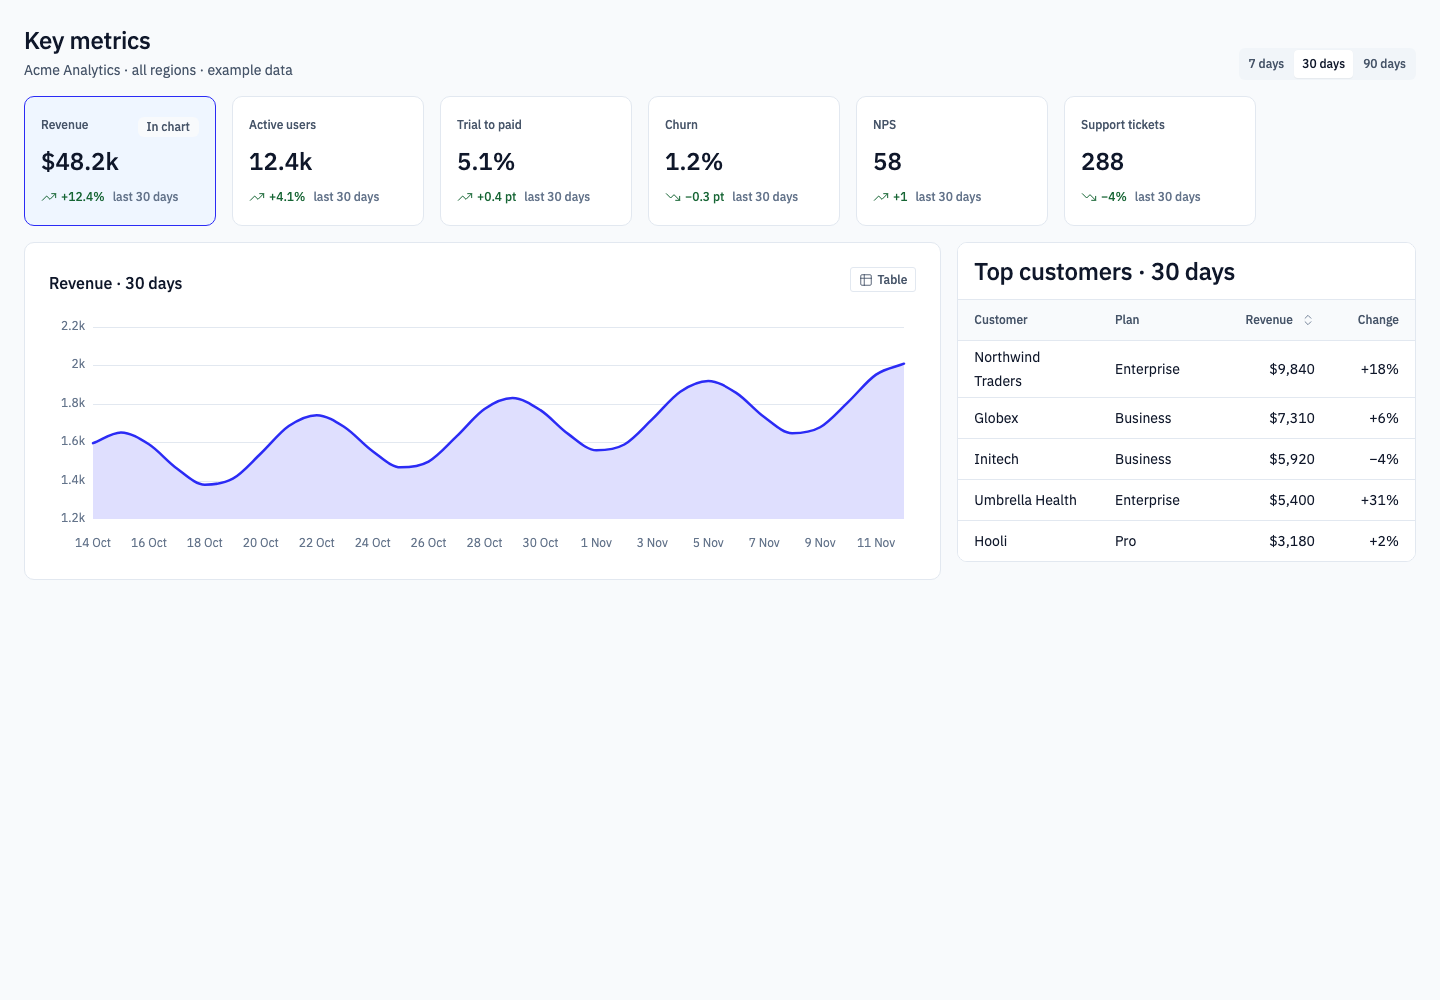 Key metrics
Acme Analytics · all regions · example data
7 days 30 days 90 days
Revenue In chart
$48.2k
+12.4% last 30 days
Active users
12.4k
+4.1% last 30 days
Trial to paid
5.1%
+0.4 pt last 30 days
Churn
1.2%
−0.3 pt last 30 days
NPS
58
+1 last 30 days
Support tickets
288
−4% last 30 days
Revenue · 30 days
Table
2.2k
2k
1.8k
1.6k
1.4k
1.2k
14 Oct 16 Oct 18 Oct 20 Oct 22 Oct 24 Oct 26 Oct 28 Oct 30 Oct 1 Nov 3 Nov 5 Nov 7 Nov 9 Nov 11 Nov
Top customers · 30 days
Customer Plan Revenue Change
Northwind
Traders Enterprise $9,840 +18%
Globex Business $7,310 +6%
Initech Business $5,920 −4%
Umbrella Health Enterprise $5,400 +31%
Hooli Pro $3,180 +2%